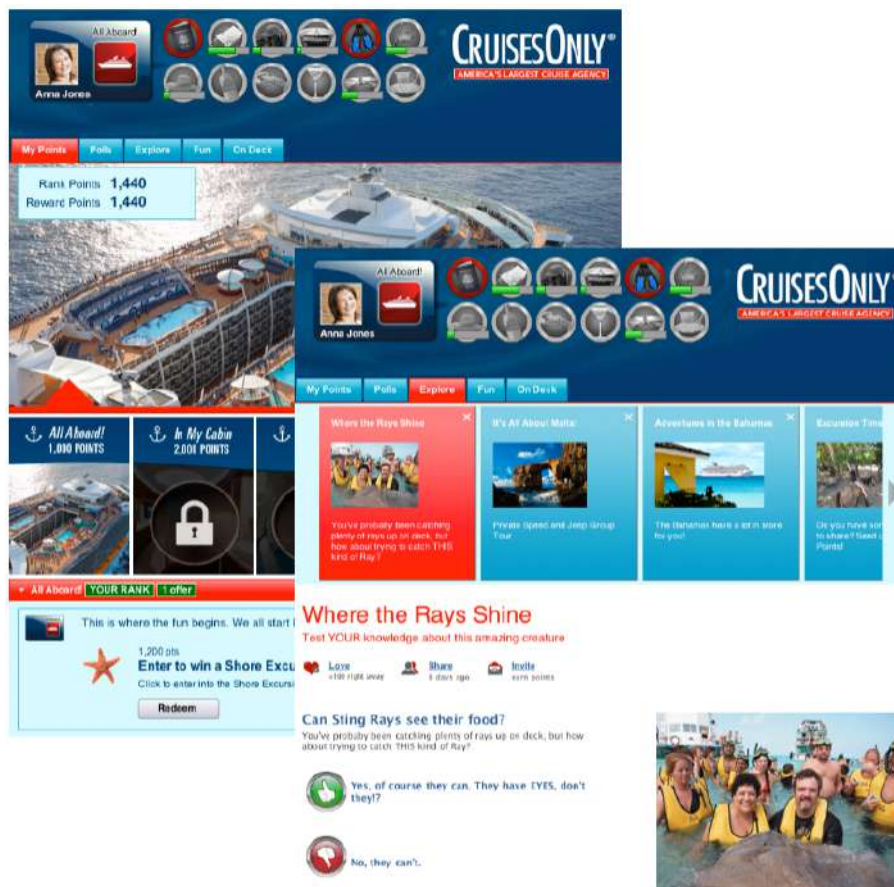 All Aboard!
Anna Jones
CRUISESONLY®
AMERICA'S LARGEST CRUISE AGENCY
My Points
Polls
Explore
Fun
On Deck
Rank Points 1,440
Reward Points 1,440
All Aboard!
1,000 POINTS
In My Cabin
2,001 POINTS
All Aboard! YOUR RANK 1 offer
This is where the fun begins. We all start
1,200 pts
Enter to win a Shore Excu
Click to enter into the Shore Excursi
Redeem
All Aboard!
Anna Jones
CRUISESONLY
AMERICA'S LARGEST CRUISE AGENCY
My Points
Polls
Explore
Fun
On Deck
Where the Rays Shine
You've probably been catching
plenty of rays up on deck, but
how about trying to catch THIS
kind of Ray?
It's All About Malta!
Private Speed and Jeep Group
Tour
Adventures in the Bahamas
The Bahamas have a lot in store
for you!
Excursion Time
Do you have sor
to share? Send u
Points!
Where the Rays Shine
Test YOUR knowledge about this amazing creature
Love
+100 right away
Share
days ago
Invite
earn points
Can Sting Rays see their food?
You've probably been catching plenty of rays up on deck, but how
about trying to catch THIS kind of Ray?
Yes, of course they can. They have EYES, don't
they!?
No, they can't.